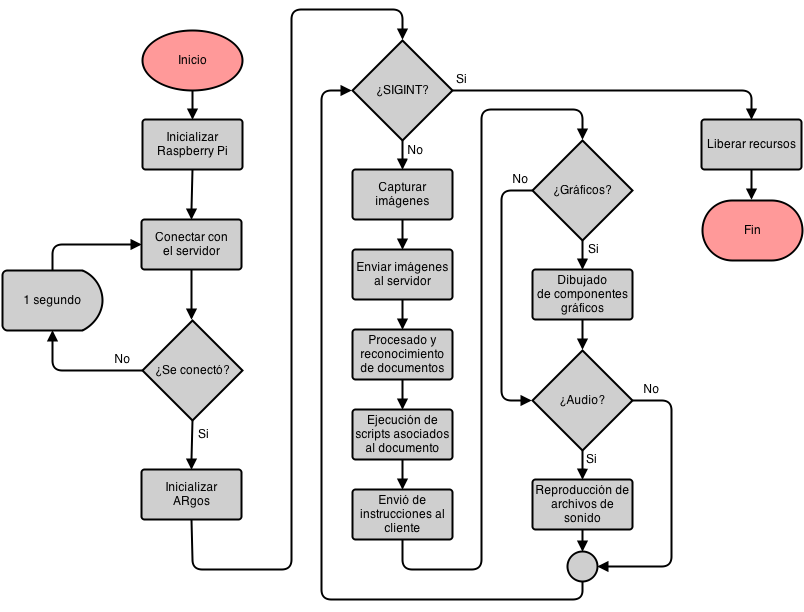 Inicio
Inicializar
Raspberry Pi
Conectar con
el servidor
1 segundo
No
¿Se conectó?
Si
Inicializar
ARgos
¿SIGINT?
Si
No
Capturar
imágenes
Enviar imágenes
al servidor
Procesado y
reconocimiento
de documentos
Ejecución de
scripts asociados
al documento
Envió de
instrucciones al
cliente
No
¿Gráficos?
Si
Dibujado
de componentes
gráficos
¿Audio?
No
Si
Reproducción de
archivos de
sonido
Liberar recursos
Fin